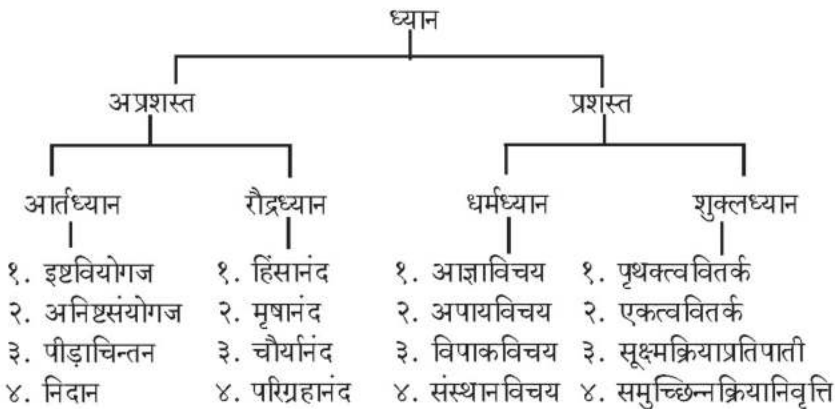 ध्यान
अप्रशस्त प्रशस्त
आर्तध्यान रौद्रध्यान धर्मध्यान शुक्लध्यान
१. इष्टवियोगज १. हिंसानंद १. आज्ञाविचय १. पृथक्त्ववितर्क
२. अनिष्टसंयोगज २. मृषानंद २. अपायविचय २. एकत्ववितर्क
३. पीड़ाचिन्तन ३. चौर्यानंद ३. विपाकविचय ३. सूक्ष्मक्रियाप्रतिपाती
४. निदान ४. परिग्रहानंद ४. संस्थानविचय ४. समुच्छिन्नक्रियानिवृत्ति